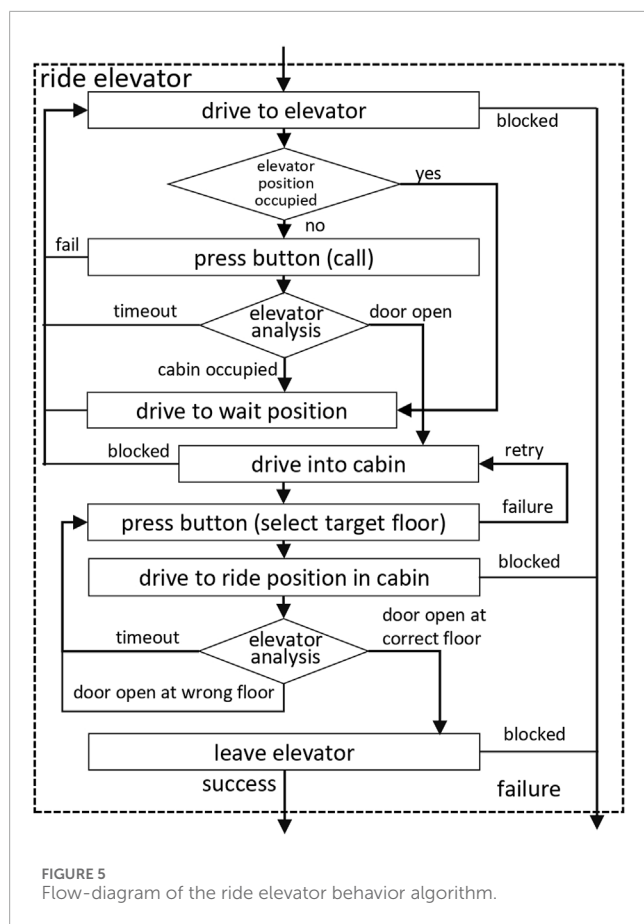 ride elevator
drive to elevator
blocked
elevator
position
occupied
yes
no
fail
press button (call)
timeout
elevator
analysis
door open
cabin occupied
drive to wait position
blocked
drive into cabin
retry
press button (select target floor)
failure
drive to ride position in cabin
blocked
door open at
correct floor
timeout
elevator
analysis
door open at wrong floor
leave elevator
blocked
success
failure
FIGURE 5
Flow-diagram of the ride elevator behavior algorithm.